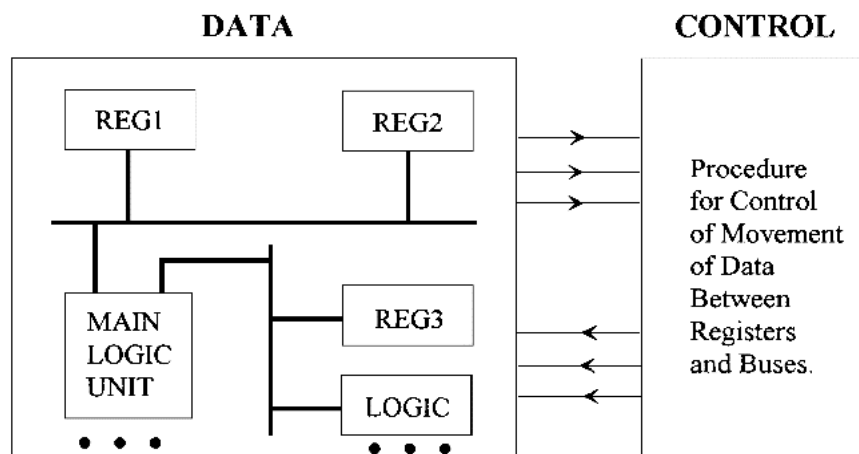 DATA
CONTROL
REG1
REG2
MAIN
LOGIC
UNIT
REG3
LOGIC
Procedure
for Control
of Movement
of Data
Between
Registers
and Buses.